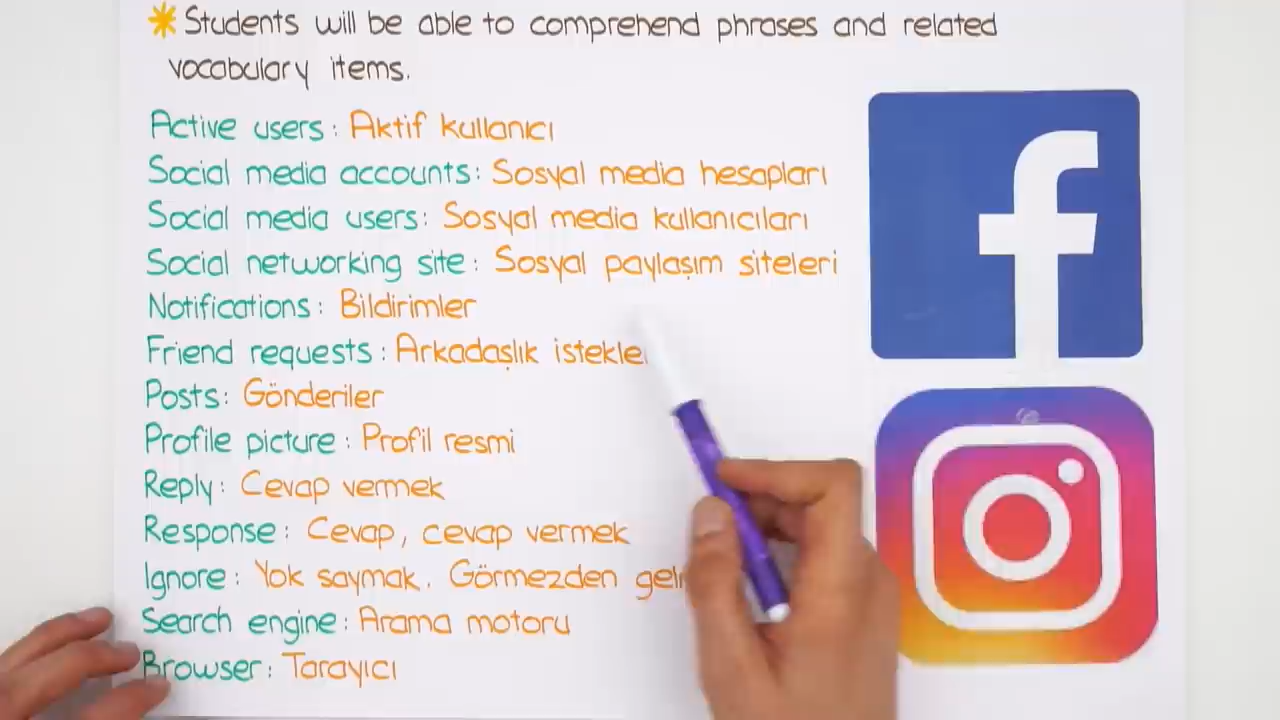 Students will be able to comprehend phrases and related
vocabulary items.
Active users: Aktif kullanıcı
Social media accounts: Sosyal media hesapları
Social media users: Sosyal media kullanıcıları
Social networking site: Sosyal paylaşım siteleri
Notifications: Bildirimler
Friend requests: Arkadaşlık
Posts: Gönderiler
Profile picture: Profil resmi
Reply: Cevap vermek
Response: Cevap, cevap vermek
Ignore: Yok saymak. Görmezden
Search engine: Arama motoru
Browser: Tarayıcı